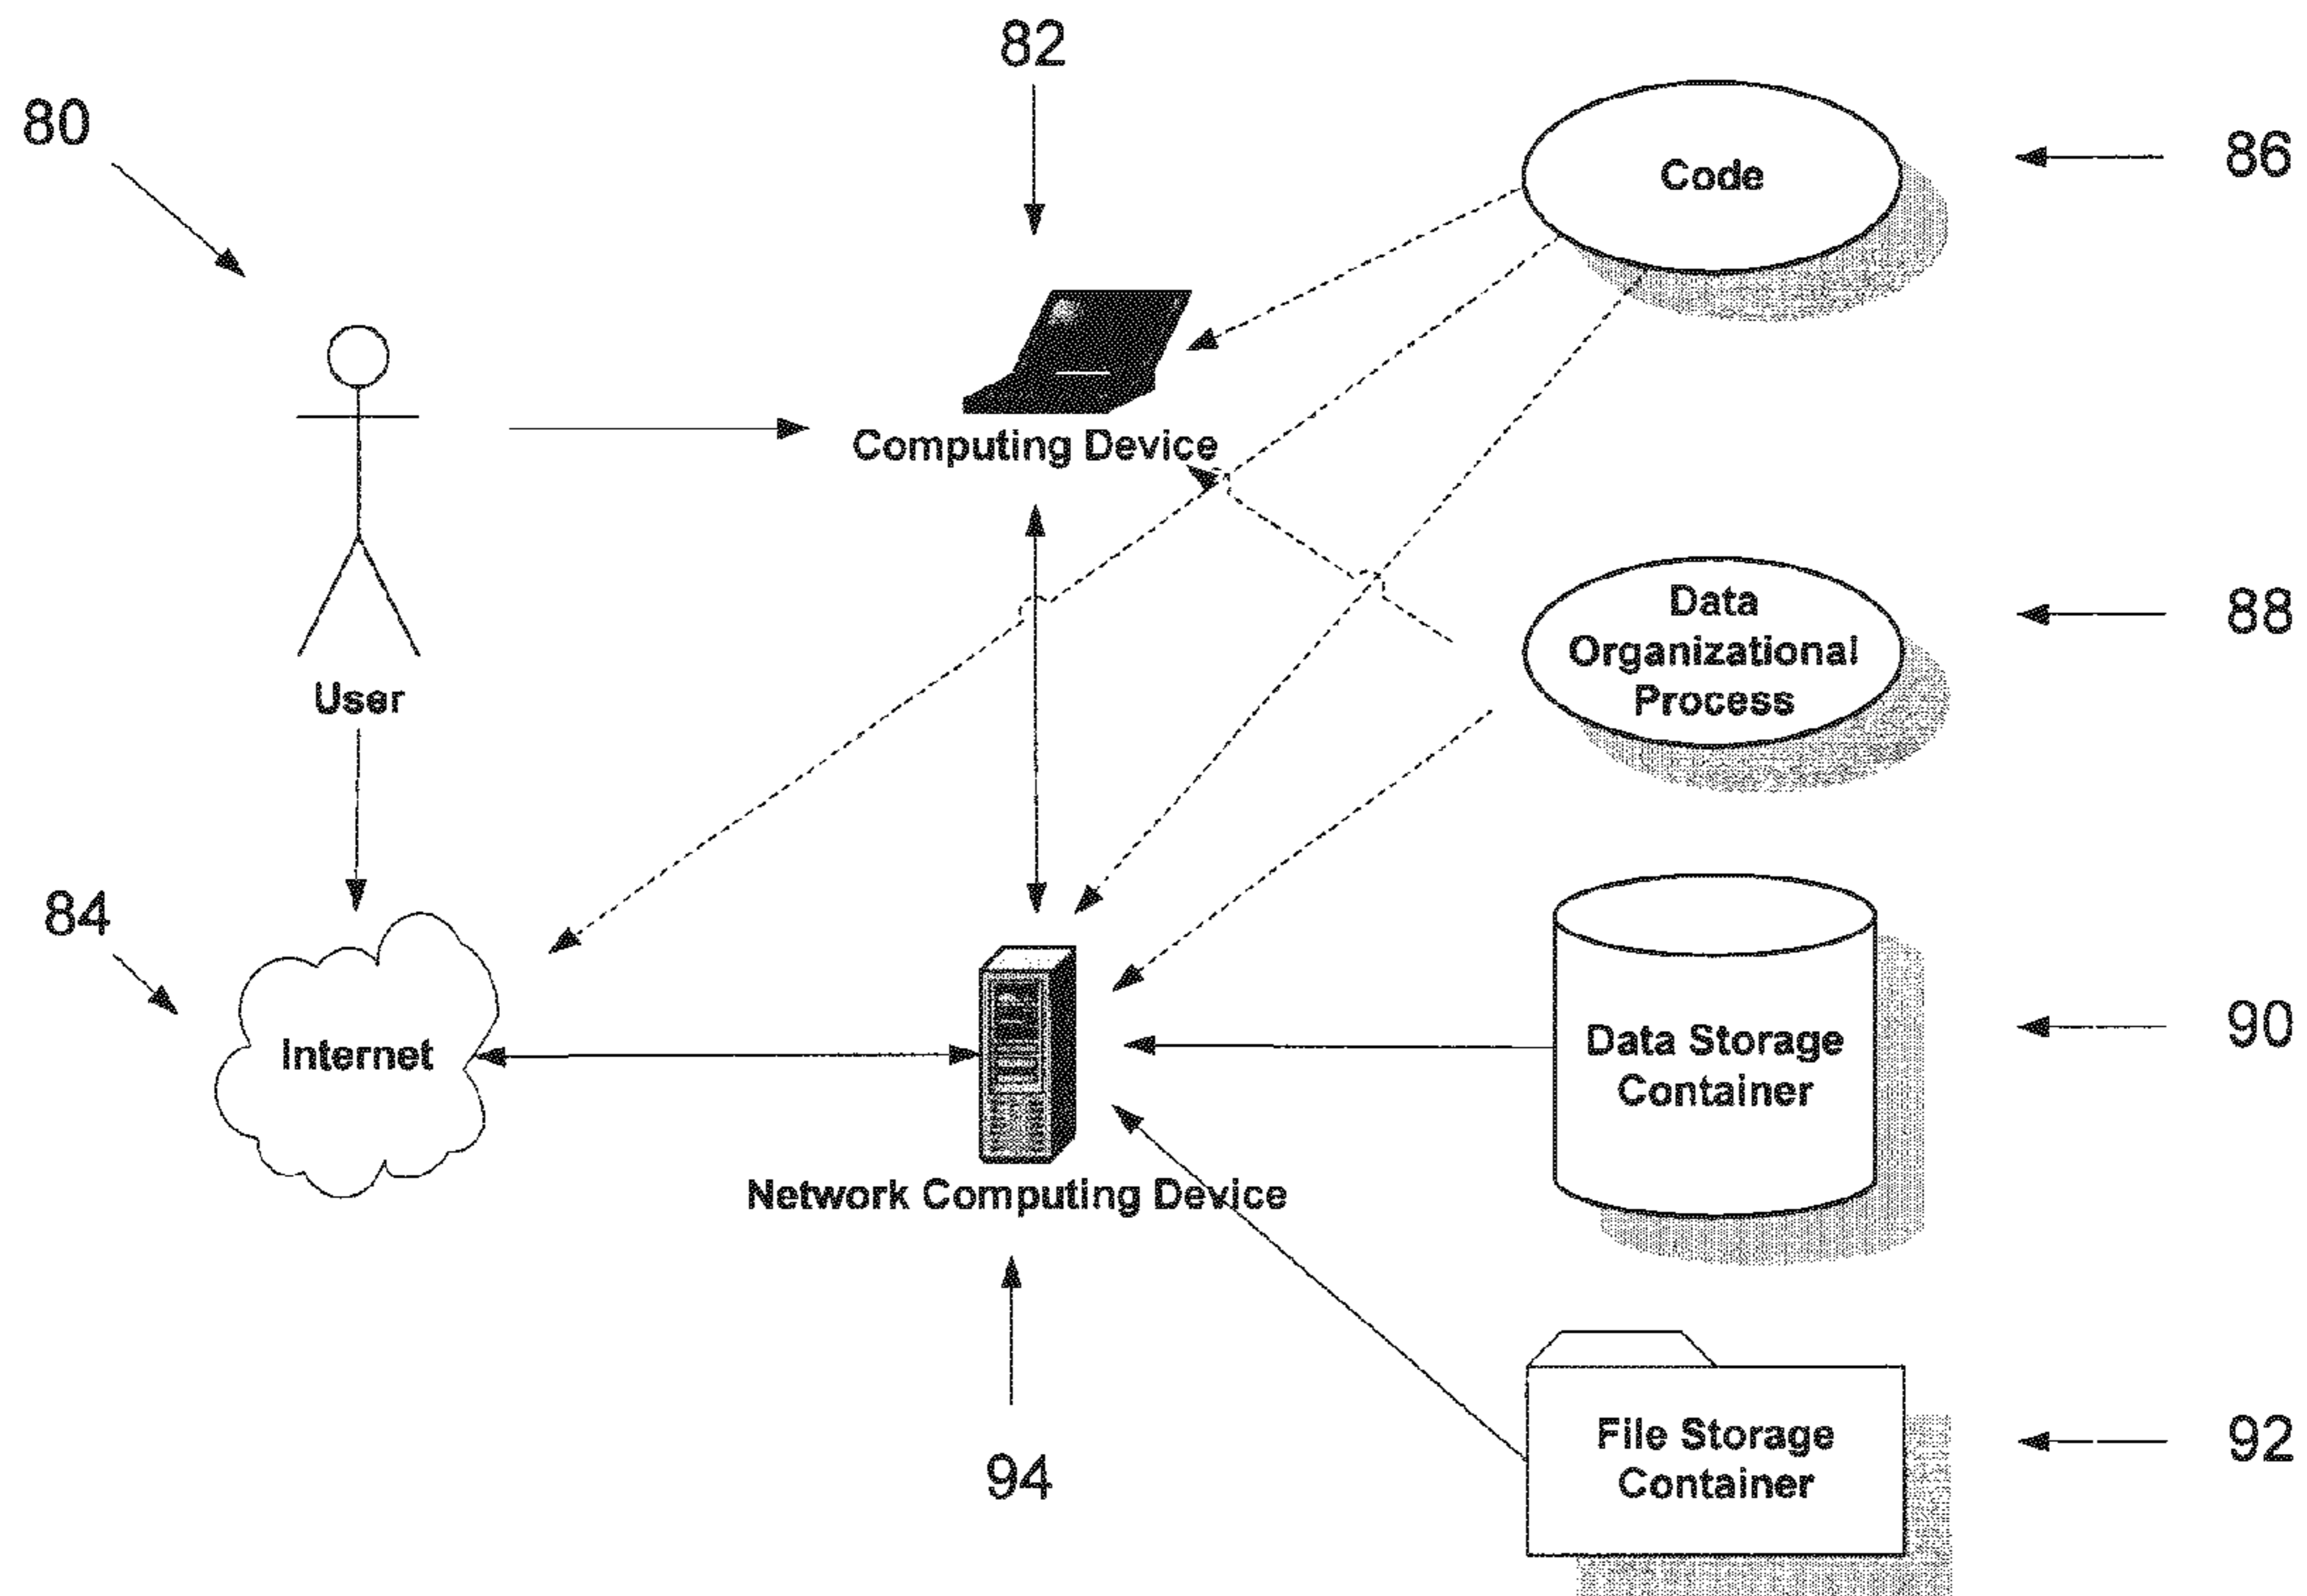 82
80
Code
86
Computing Device
Data
Organizational
Process
88
User
84
Internet
Data Storage
Container
90
Network Computing Device
File Storage
Container
92
94